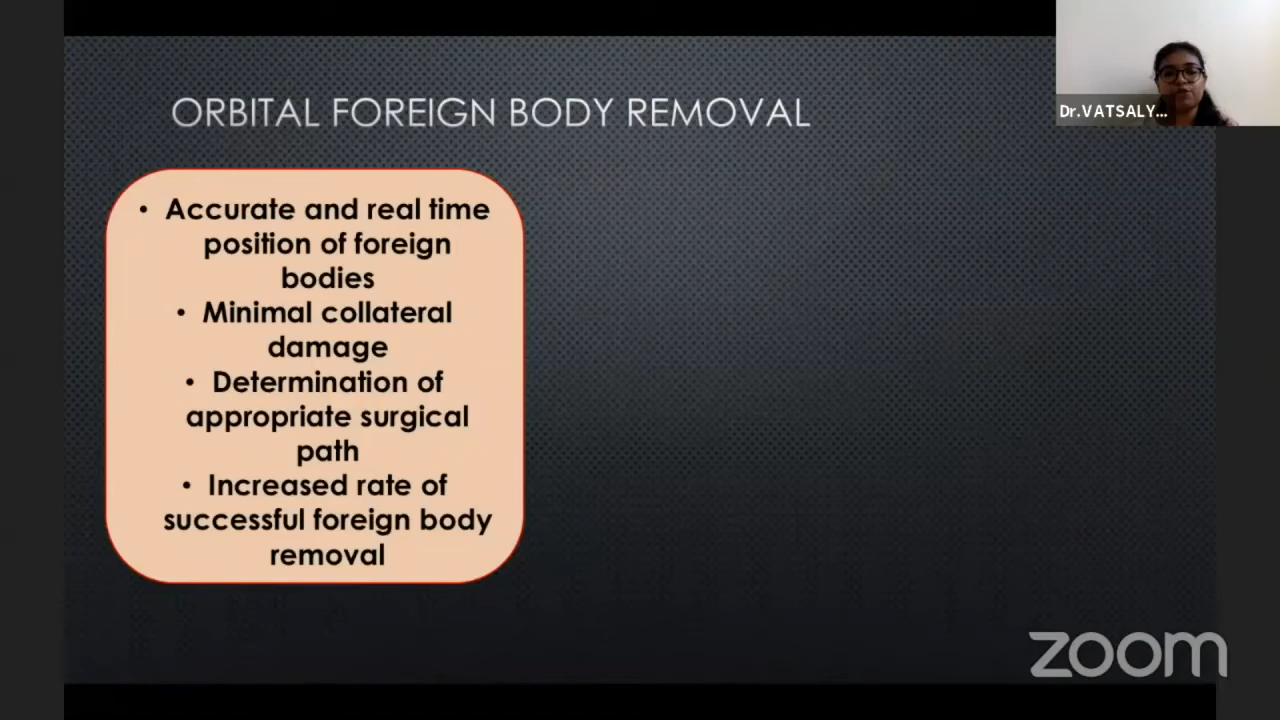 ORBITAL FOREIGN BODY REMOVAL
Dr.VATSALY...
• Accurate and real time
position of foreign
bodies
• Minimal collateral
damage
• Determination of
appropriate surgical
path
• Increased rate of
successful foreign body
removal
zoom